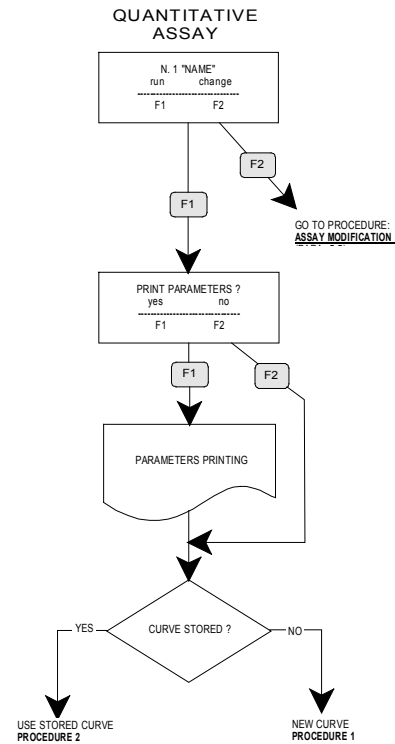 QUANTITATIVE
ASSAY
N. 1 "NAME"
run change
F1 F2
F2
F1
GO TO PROCEDURE:
ASSAY MODIFICATION
PRINT PARAMETERS ?
yes no
F1 F2
F1
F2
PARAMETERS PRINTING
CURVE STORED ?
YES
NO
USE STORED CURVE
PROCEDURE 2
NEW CURVE
PROCEDURE 1